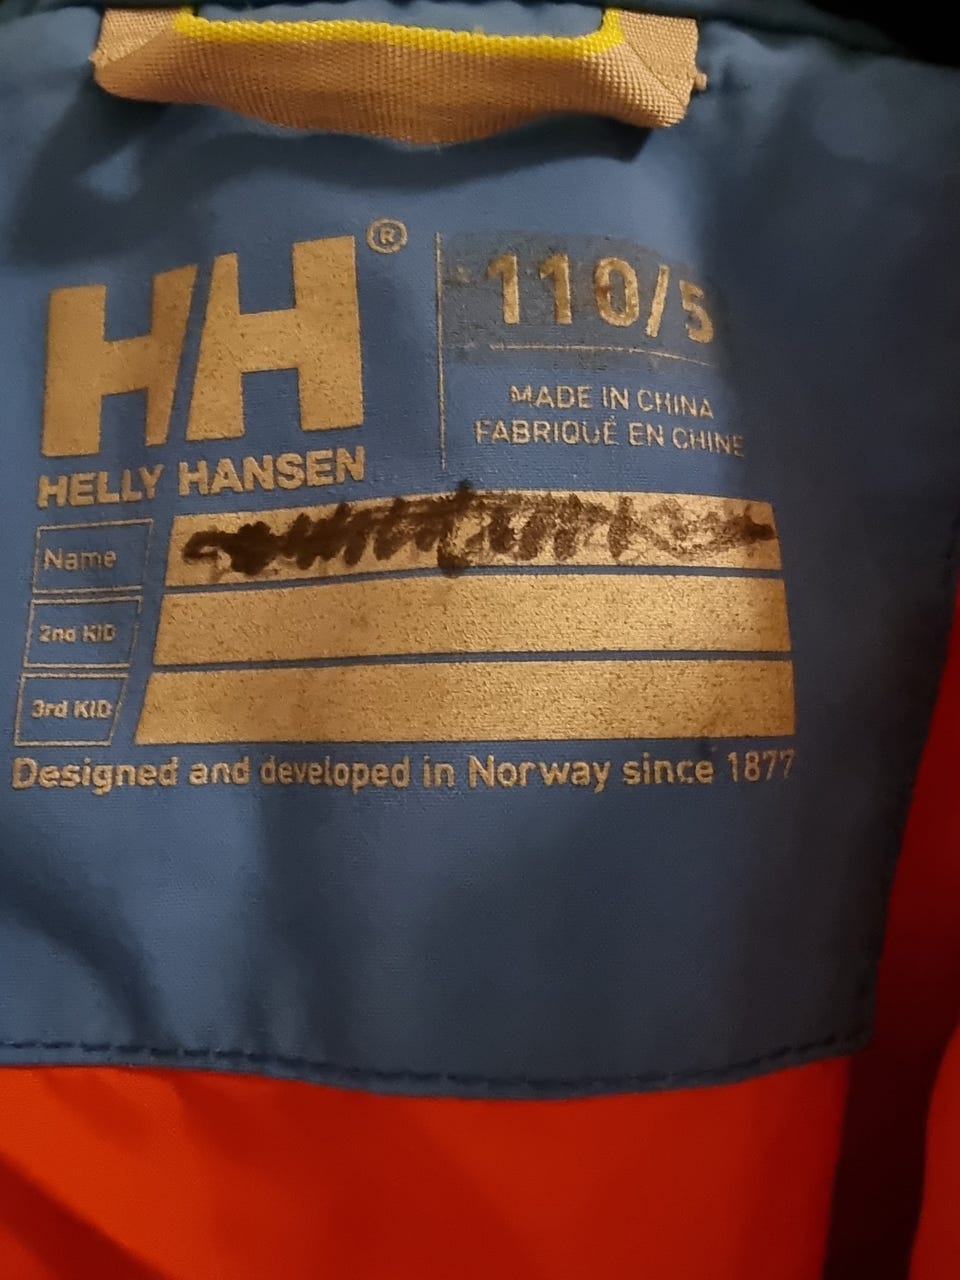 HH®
HELLY HANSEN
110/5
MADE IN CHINA
FABRIQUÉ EN CHINE
Name
2nd KID
3rd KID
Designed and developed in Norway since 1877